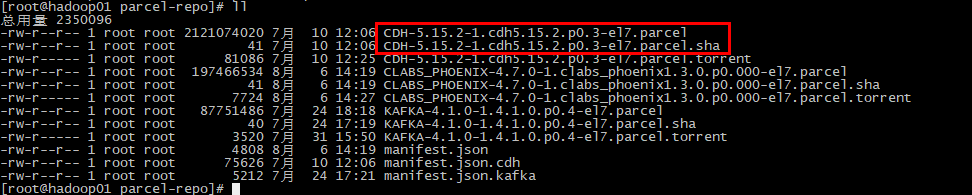 [root@hadoop01 parcel-repo]# ll
总用量 2350096
-rw-r--r-- 1 root root 2121074020 7月  10 12:06 CDH-5.15.2-1.cdh5.15.2.p0.3-el7.parcel
-rw-r--r-- 1 root root         41 7月  10 12:06 CDH-5.15.2-1.cdh5.15.2.p0.3-el7.parcel.sha
-rw-r----- 1 root root      81086 7月  10 12:25 CDH-5.15.2-1.cdh5.15.2.p0.3-el7.parcel.torrent
-rw-r--r-- 1 root root  197466534 8月   6 14:19 CLABS_PHOENIX-4.7.0-1.clabs_phoenix1.3.0.p0.000-el7.parcel
-rw-r--r-- 1 root root         41 8月   6 14:19 CLABS_PHOENIX-4.7.0-1.clabs_phoenix1.3.0.p0.000-el7.parcel.sha
-rw-r----- 1 root root       7724 8月   6 14:27 CLABS_PHOENIX-4.7.0-1.clabs_phoenix1.3.0.p0.000-el7.parcel.torrent
-rw-r--r-- 1 root root   87751486 7月  24 18:18 KAFKA-4.1.0-1.4.1.0.p0.4-el7.parcel
-rw-r--r-- 1 root root         40 7月  24 17:19 KAFKA-4.1.0-1.4.1.0.p0.4-el7.parcel.sha
-rw-r----- 1 root root       3520 7月  31 15:50 KAFKA-4.1.0-1.4.1.0.p0.4-el7.parcel.torrent
-rw-r--r-- 1 root root       4808 8月   6 14:19 manifest.json
-rw-r--r-- 1 root root      75626 7月  10 12:06 manifest.json.cdh
-rw-r--r-- 1 root root       5212 7月  24 17:21 manifest.json.kafka
[root@hadoop01 parcel-repo]#